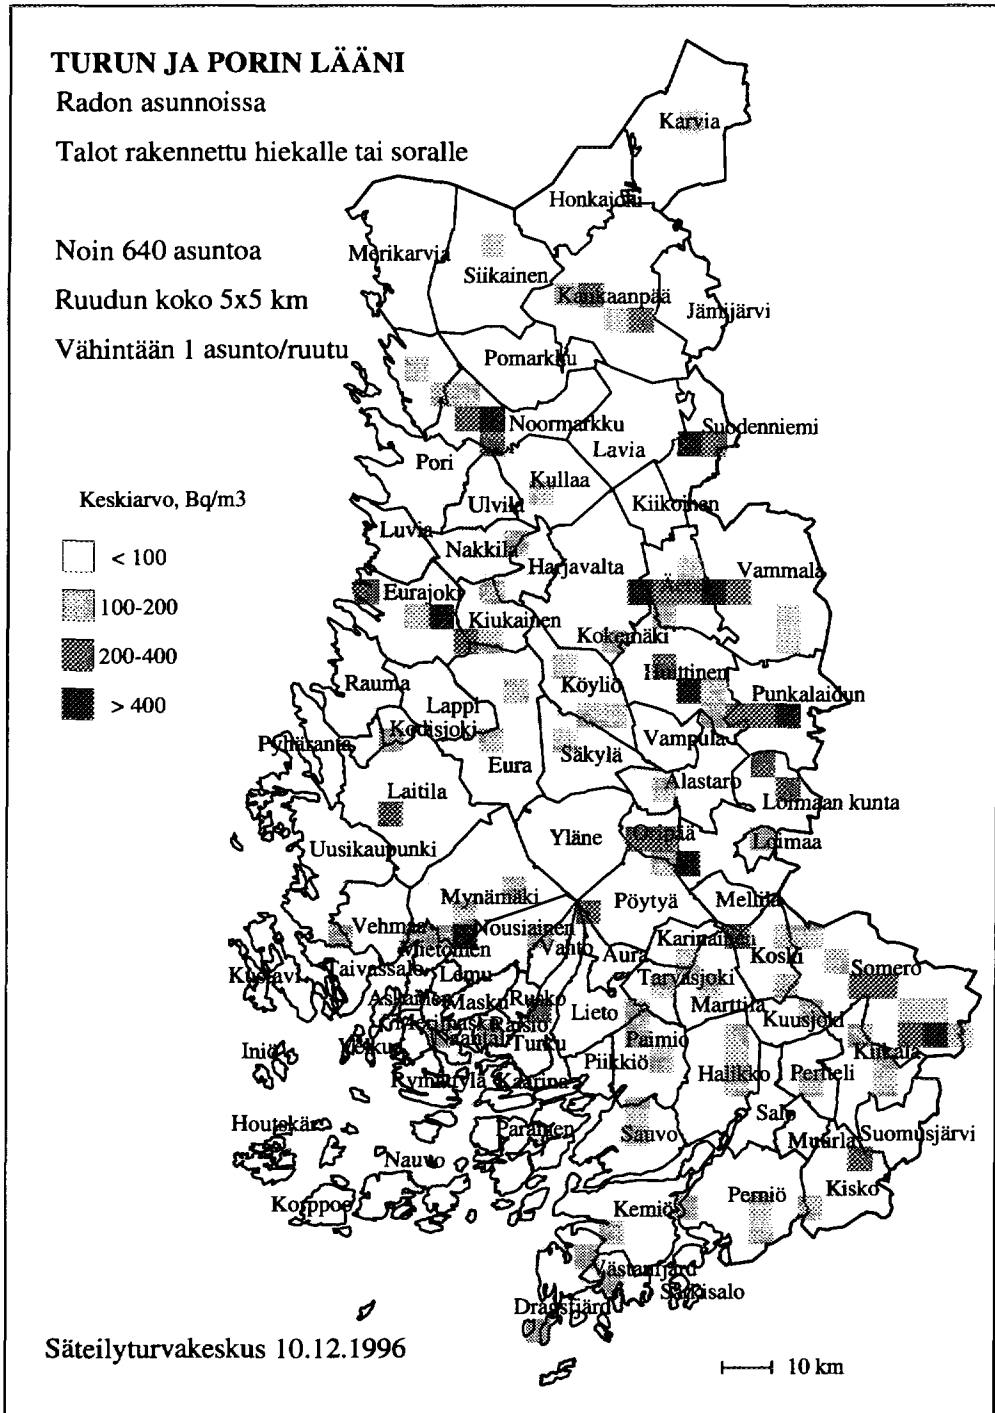 TURUN JA PORIN LÄÄNI
Radon asunnoissa
Talot rakennettu hiekalle tai soralle
Noin 640 asuntoa
Ruudun koko 5x5 km
Vähintään 1 asunto/ruutu
Karvia
Honkajoki
Merikarvia
Siikainen
Kankaanpää
Jämijärvi
Pomarkku
Noormarkku
Suodenniemi
Lavia
Pori
Kullaa
Ulvila
Kiikoinen
Keskiarvo, Bq/m3
< 100
100-200
200-400
> 400
Luvia
Nakkila
Harjavalta
Vammala
Eurajoki
Kiukainen
Kokemäki
Huittinen
Rauma
Köyliö
Punkalaidun
Lappi
Kodisjoki
Pyhäranta
Vampula
Säkylä
Eura
Alastaro
Laitila
Loimaan kunta
Yläne
Oripää
Loimaa
Uusikaupunki
Mynämäki
Pöytyä
Mellilä
Vehmaa
Nousiainen
Karinainen
Mietoinen
Vahto
Aura
Koski
Kustavi
Taivassalo
Lemu
Tarvasjoki
Somero
Askainen
Masku
Rusko
Lieto
Marttila
Kuusjoki
Merimasku
Raisio
Naantali
Turku
Paimio
Kiikala
Iniö
Velkua
Piikkiö
Halikko
Perteli
Rymättylä
Kaarina
Salo
Houtskär
Parainen
Sauvo
Muurla
Suomusjärvi
Nauvo
Korppoo
Kemiö
Perniö
Kisko
Västanfjärd
Särkisalo
Dragsfjärd
Säteilyturvakeskus 10.12.1996
10 km